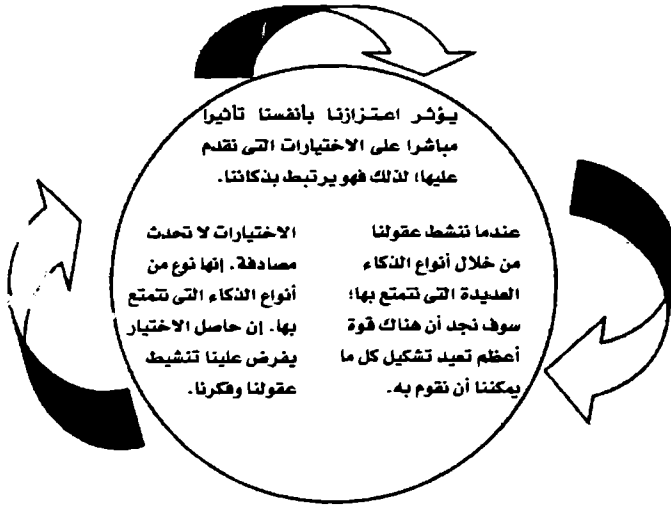 يؤثر اعتزازنا بأنفسنا تأثيرا
مباشرا على الاختيارات التى نقدم
عليها؛ لذلك فهو يرتبط بذكائنا.
عندما ننشط عقولنا
من خلال أنواع الذكاء
العديدة التى نتمتع بها؛
سوف نجد أن هناك قوة
أعظم تعيد تشكيل كل ما
يمكننا أن نقوم به.
الاختيارات لا تحدث
مصادفة. إنها نوع من
أنواع الذكاء التى نتمتع
بها. إن حاصل الاختيار
يفرض علينا تنشيط
عقولنا وفكرنا.